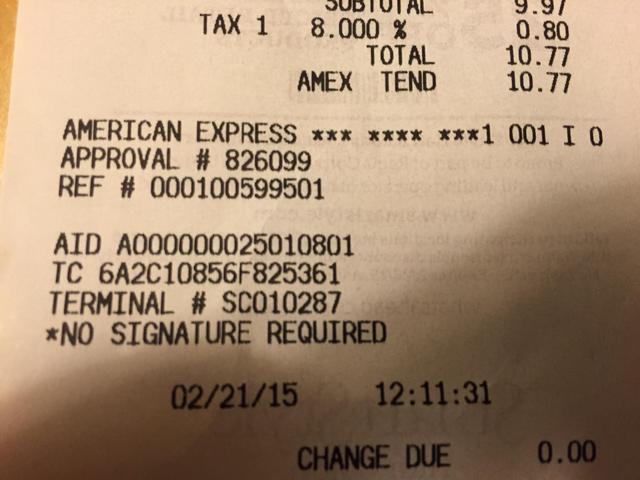 SUBTOTAL 9.97
TAX 1 8.000 % 0.80
TOTAL 10.77
AMEX TEND 10.77
AMERICAN EXPRESS *** **** ***1 001 I 0
APPROVAL # 826099
REF # 000100599501
AID A000000025010801
TC 6A2C10856F825361
TERMINAL # SC010287
*NO SIGNATURE REQUIRED
02/21/15 12:11:31
CHANGE DUE 0.00